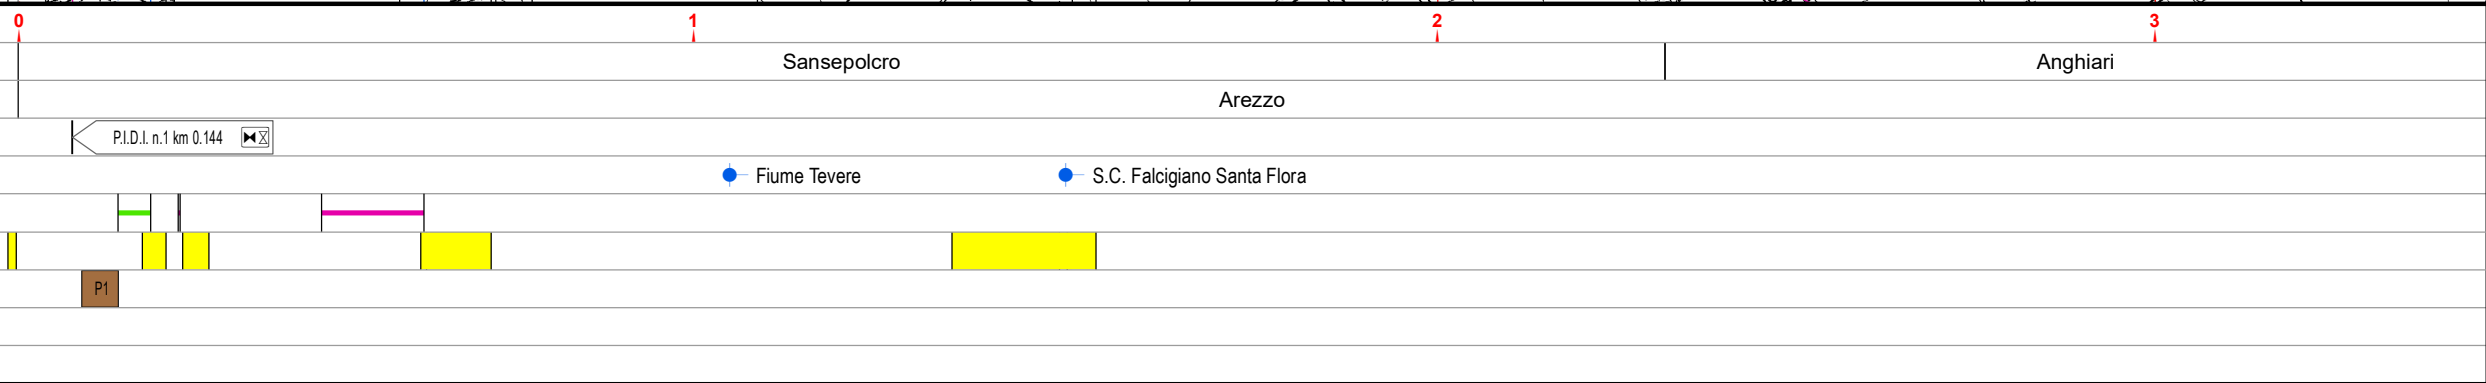 0 1 2 3
Sansepolcro Anghiari
Arezzo
P.I.D.I. n.1 km 0.144
Fiume Tevere S.C. Falcigiano Santa Flora
P1